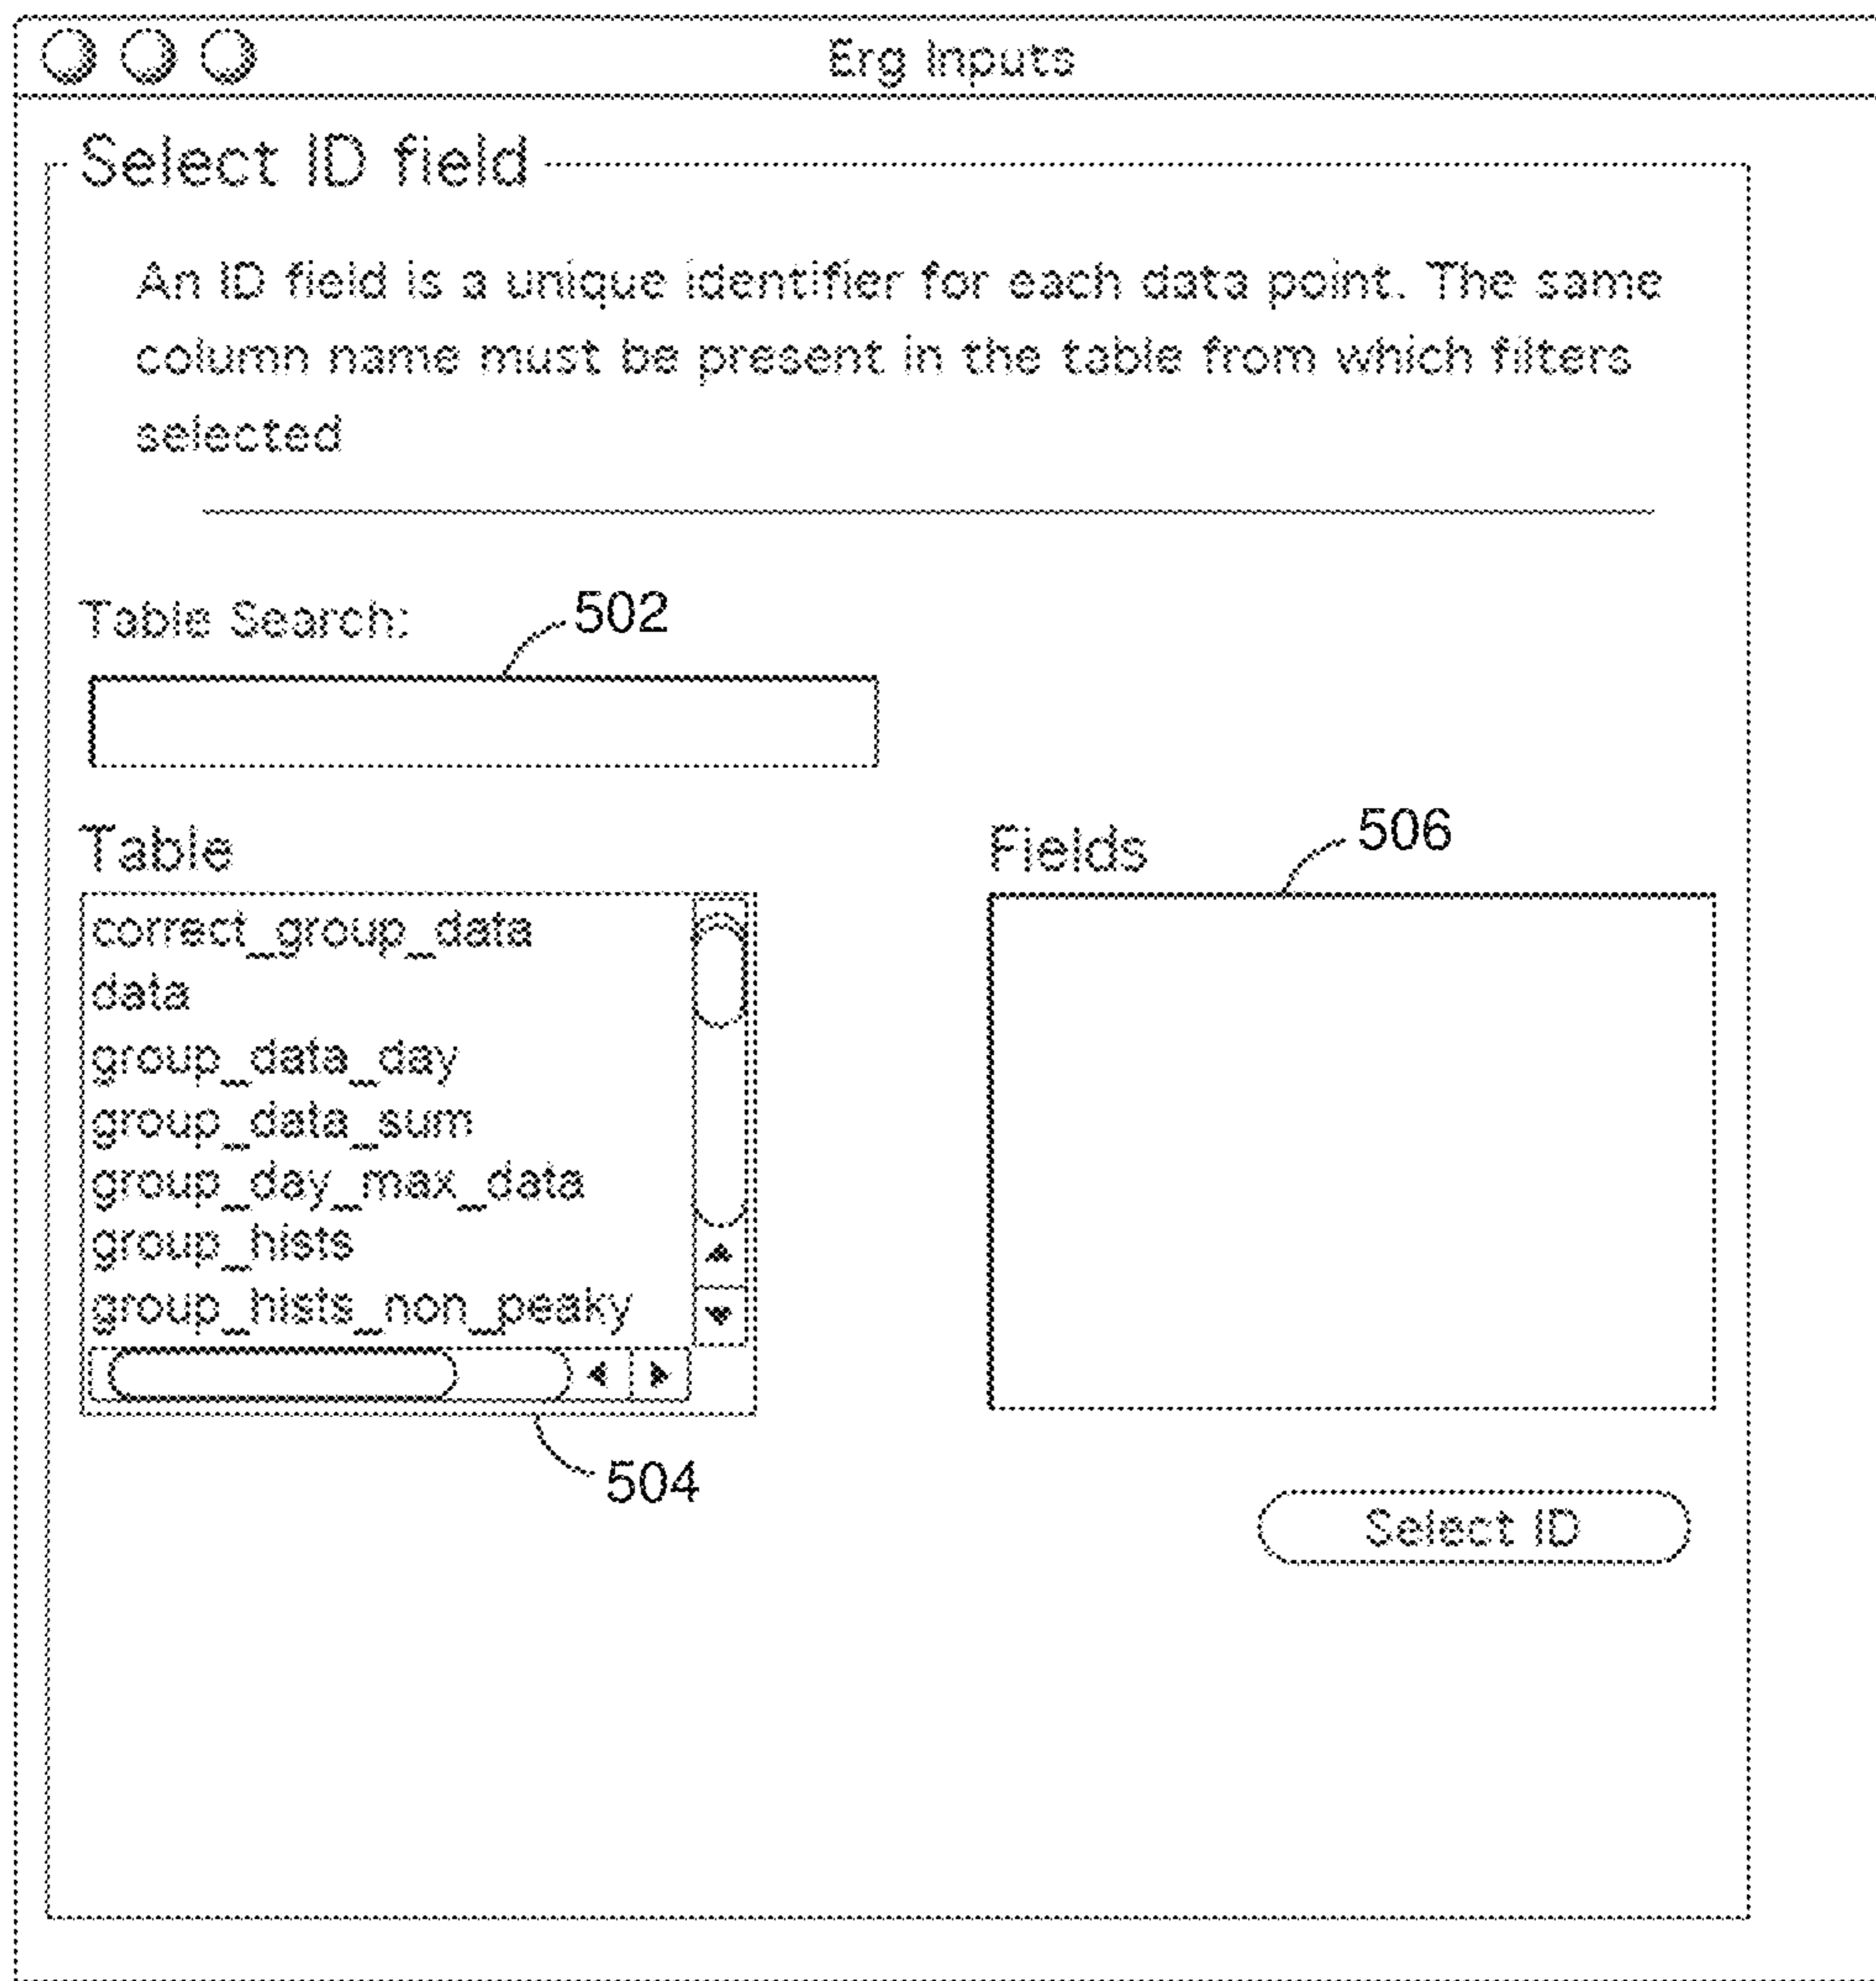 Erg Inputs
Select ID field
An ID field is a unique identifier for each data point. The same
column name must be present in the table from which filters
selected
Table Search:
502
Table
Fields
506
correct_group_data
data
group_data_day
group_data_sum
group_day_max_data
group_hists
group_hists_non_peaky
504
Select ID